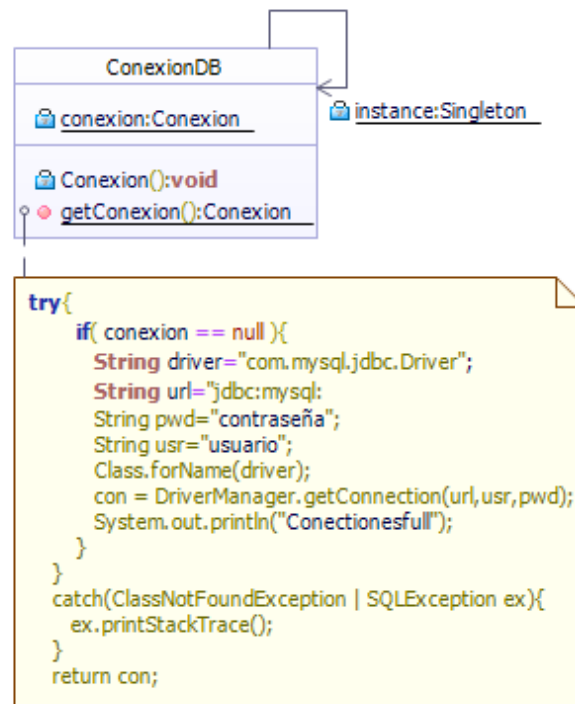 ConexionDB
conexion:Conexion
instance:Singleton
Conexion():void
getConexion():Conexion
try{
if( conexion == null ){
String driver="com.mysql.jdbc.Driver";
String url="jdbc:mysql:
String pwd="contraseña";
String usr="usuario";
Class.forName(driver);
con = DriverManager.getConnection(url,usr,pwd);
System.out.println("Conectionesfull");
}
}
catch(ClassNotFoundException | SQLException ex){
ex.printStackTrace();
}
return con;